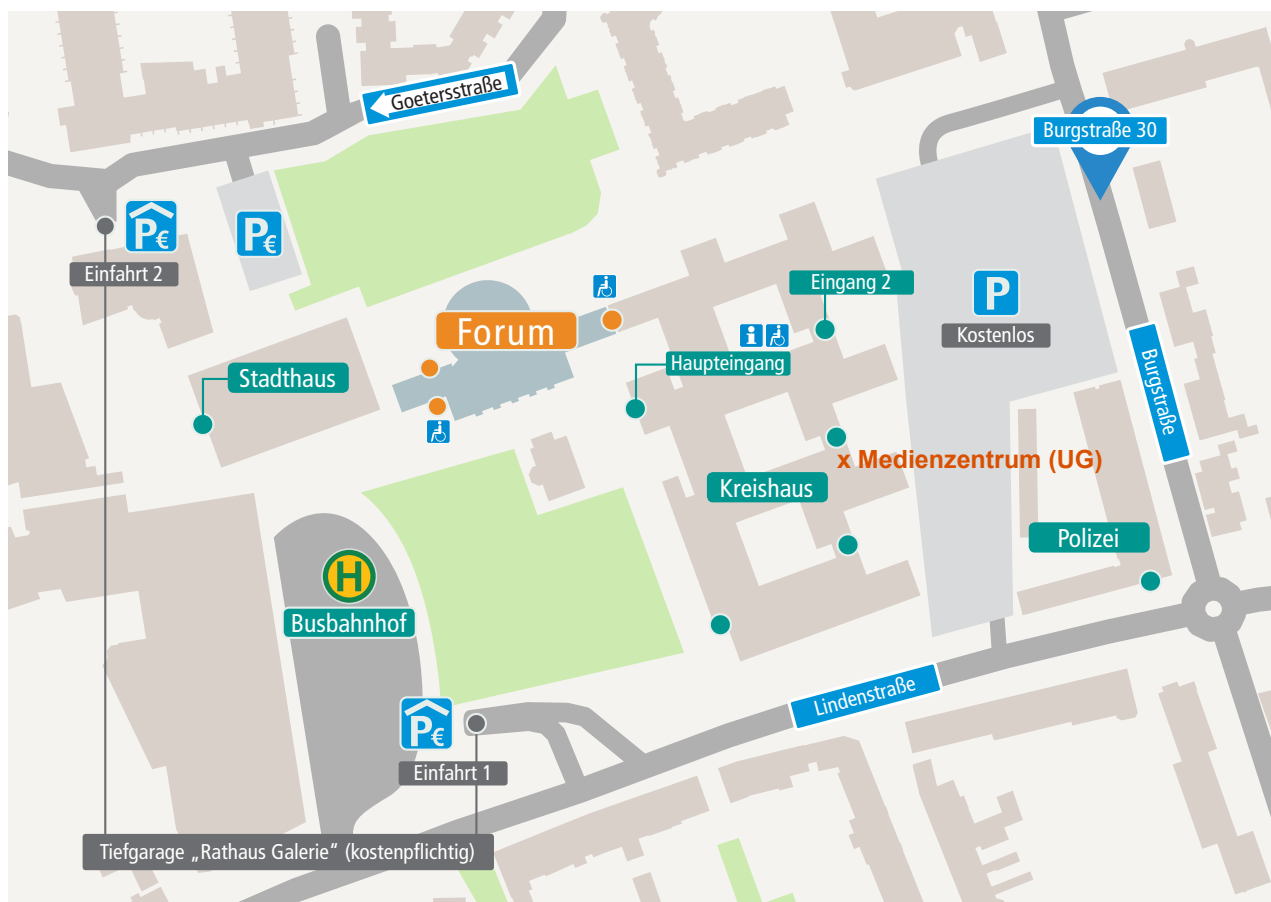 Goetersstraße
Burgstraße 30
P€
P€
Einfahrt 2
Eingang 2
P
Kostenlos
Forum
i
Haupteingang
Stadthaus
Burgstraße
x Medienzentrum (UG)
Kreishaus
Polizei
H
Busbahnhof
Lindenstraße
P€
Einfahrt 1
Tiefgarage „Rathaus Galerie“ (kostenpflichtig)